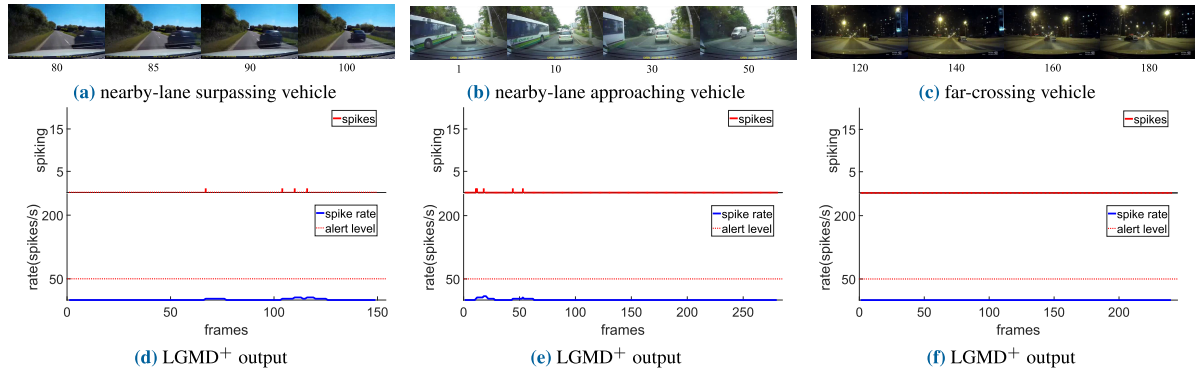 80 85 90 100
(a) nearby-lane surpassing vehicle
1 10 30 50
(b) nearby-lane approaching vehicle
120 140 160 180
(c) far-crossing vehicle
spiking
15
5
spikes
rate(spikes/s)
200
50
spike rate
alert level
0 50 100 150
frames
(d) LGMD+ output
spiking
15
5
spikes
rate(spikes/s)
200
50
spike rate
alert level
0 50 100 150 200 250
frames
(e) LGMD+ output
spiking
15
5
spikes
rate(spikes/s)
200
50
spike rate
alert level
0 50 100 150 200
frames
(f) LGMD+ output